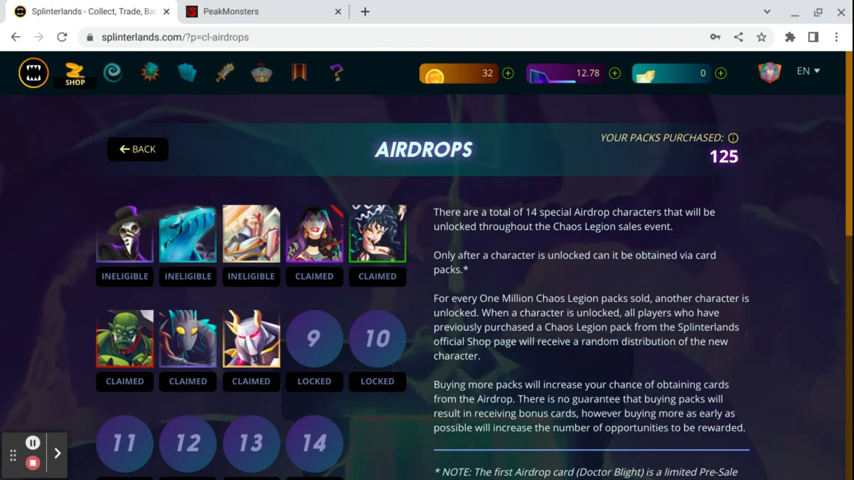 Splinterlands - Collect, Trade, Ba
PeakMonsters
splinterlands.com/?p=cl-airdrops
SHOP
32
12.78
0
EN
BACK
AIRDROPS
YOUR PACKS PURCHASED:
125
INELIGIBLE
INELIGIBLE
INELIGIBLE
CLAIMED
CLAIMED
9
10
CLAIMED
CLAIMED
CLAIMED
LOCKED
LOCKED
11
12
13
14
There are a total of 14 special Airdrop characters that will be
unlocked throughout the Chaos Legion sales event.
Only after a character is unlocked can it be obtained via card
packs.*
For every One Million Chaos Legion packs sold, another character is
unlocked. When a character is unlocked, all players who have
previously purchased a Chaos Legion pack from the Splinterlands
official Shop page will receive a random distribution of the new
character.
Buying more packs will increase your chance of obtaining cards
from the Airdrop. There is no guarantee that buying packs will
result in receiving bonus cards, however buying more as early as
possible will increase the number of opportunities to be rewarded.
* NOTE: The first Airdrop card (Doctor Blight) is a limited Pre-Sale